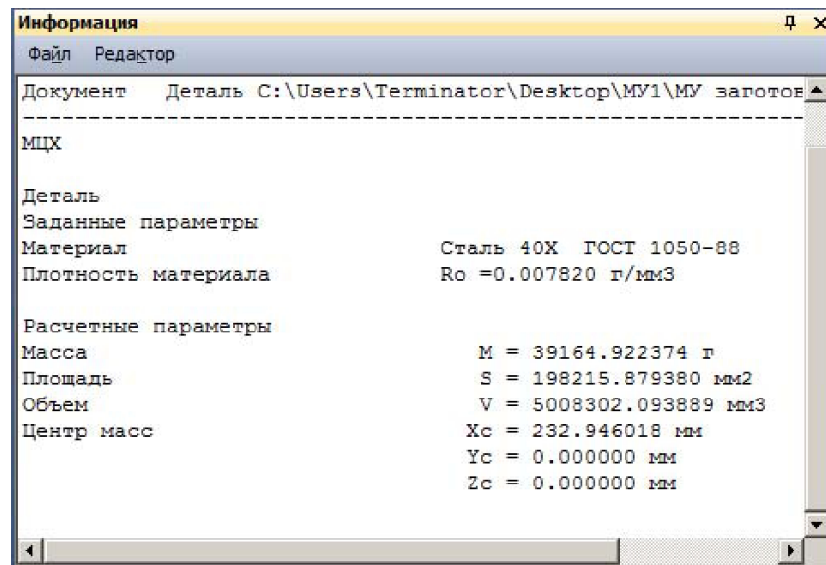 Информация
Файл Редактор
Документ Деталь C:\Users\Terminator\Desktop\МУ1\МУ заготов
--------------------------------------------------------------
МЦХ
Деталь
Заданные параметры
Материал Сталь 40Х ГОСТ 1050-88
Плотность материала Ro =0.007820 г/мм3
Расчетные параметры
Масса M = 39164.922374 г
Площадь S = 198215.879380 мм2
Объем V = 5008302.093889 мм3
Центр масс Xc = 232.946018 мм
Yc = 0.000000 мм
Zc = 0.000000 мм